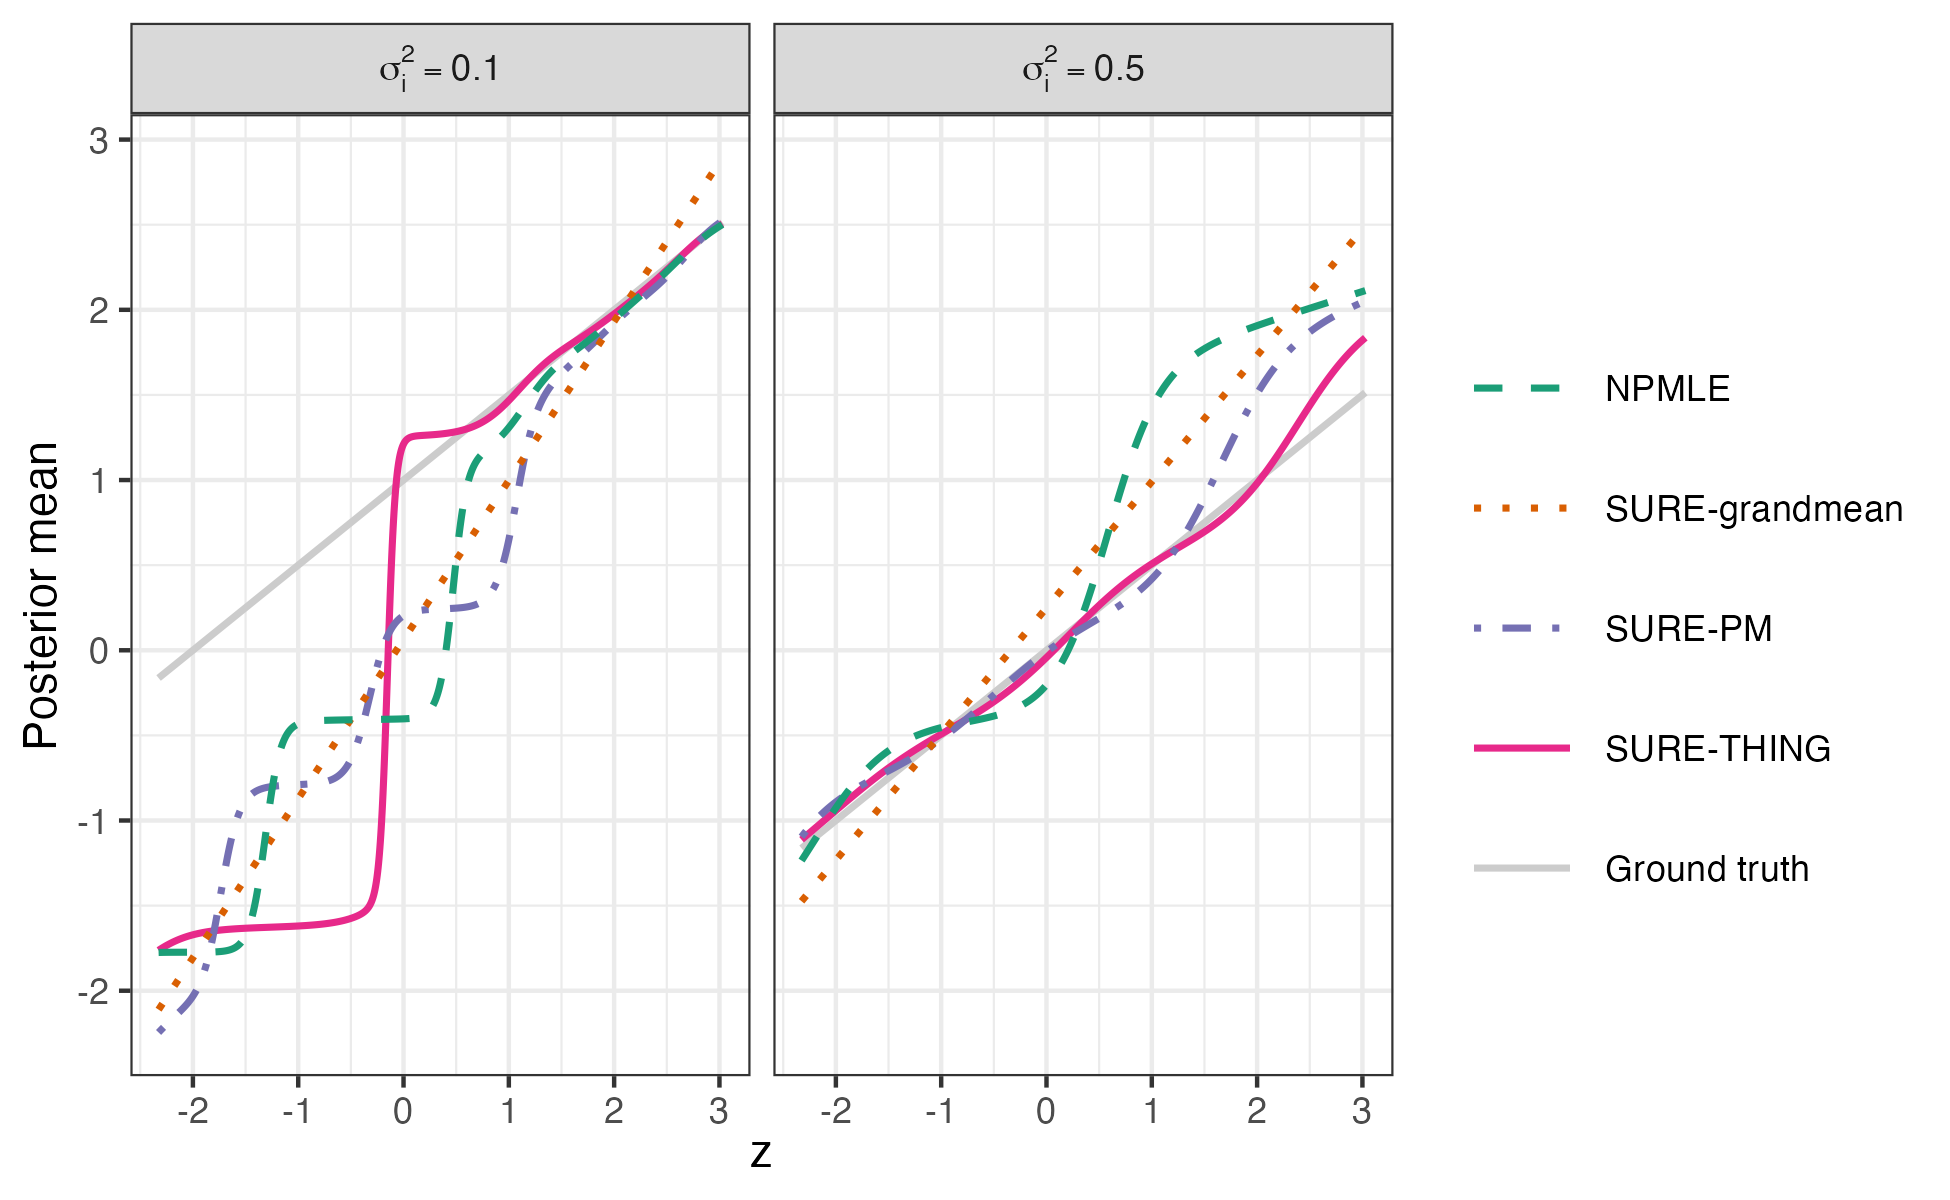 σ²ᵢ = 0.1
σ²ᵢ = 0.5
Posterior mean
3
2
1
0
-1
-2
-2 -1 0 1 2 3
-2 -1 0 1 2 3
z
NPMLE
SURE-grandmean
SURE-PM
SURE-THING
Ground truth